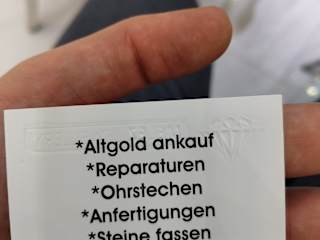 *Altgold ankauf
*Reparaturen
*Ohrstechen
*Anfertigungen
*Steine fassen